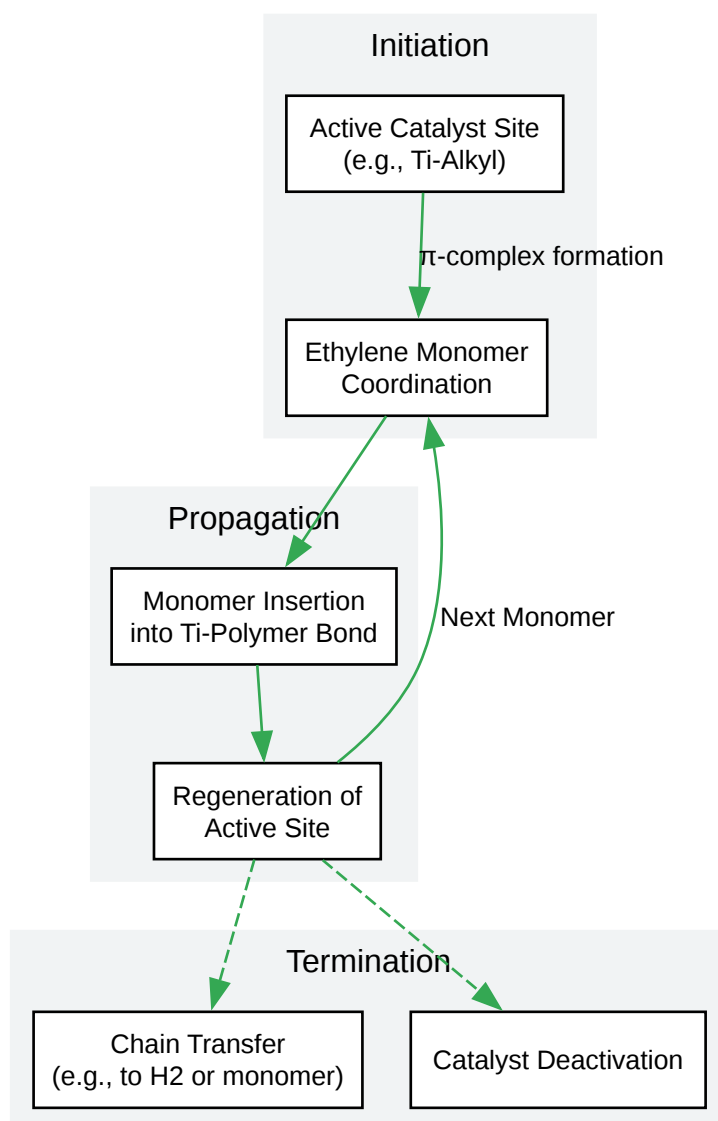 Initiation
Active Catalyst Site
(e.g., Ti-Alkyl)
π-complex formation
Ethylene Monomer
Coordination
Propagation
Monomer Insertion
into Ti-Polymer Bond
Next Monomer
Regeneration of
Active Site
Termination
Chain Transfer
(e.g., to H2 or monomer)
Catalyst Deactivation